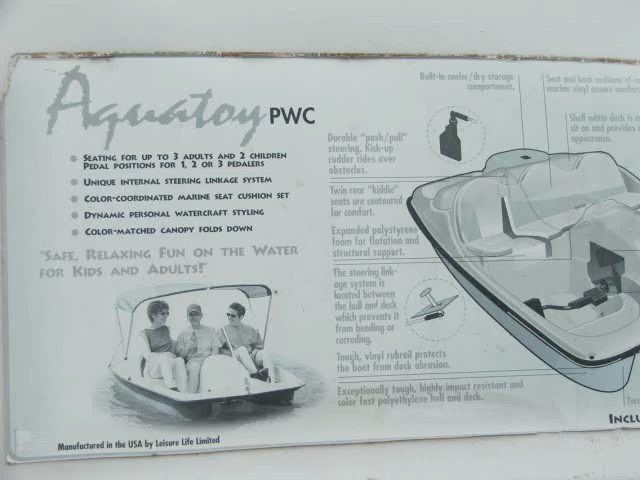 Aquatoy PWC
SEATING FOR UP TO 3 ADULTS AND 2 CHILDREN
PEDAL POSITIONS FOR 1, 2 OR 3 PEDALERS
UNIQUE INTERNAL STEERING LINKAGE SYSTEM
COLOR-COORDINATED MARINE SEAT CUSHION SET
DYNAMIC PERSONAL WATERCRAFT STYLING
COLOR-MATCHED CANOPY FOLDS DOWN
"SAFE, RELAXING FUN ON THE WATER
FOR KIDS AND ADULTS!"
Manufactured in the USA by Leisure Life Limited
Built-in cooler/dry storage
compartment.
Seat and back cushions of
marine vinyl assure comfort
Shell white deck is
sit on and provides
appearance.
Durable "push/pull"
steering. Kick-up
rudder rides over
obstacles.
Twin rear "kiddie"
seats are contoured
for comfort.
Expanded polystyrene
foam for flotation and
structural support.
The steering link-
age system is
located between
the hull and deck
which prevents it
from bending or
corroding.
Tough, vinyl rubrail protects
the boat from dock abrasion.
Exceptionally tough, highly impact resistant and
color fast polyethylene hull and deck.
INCLU